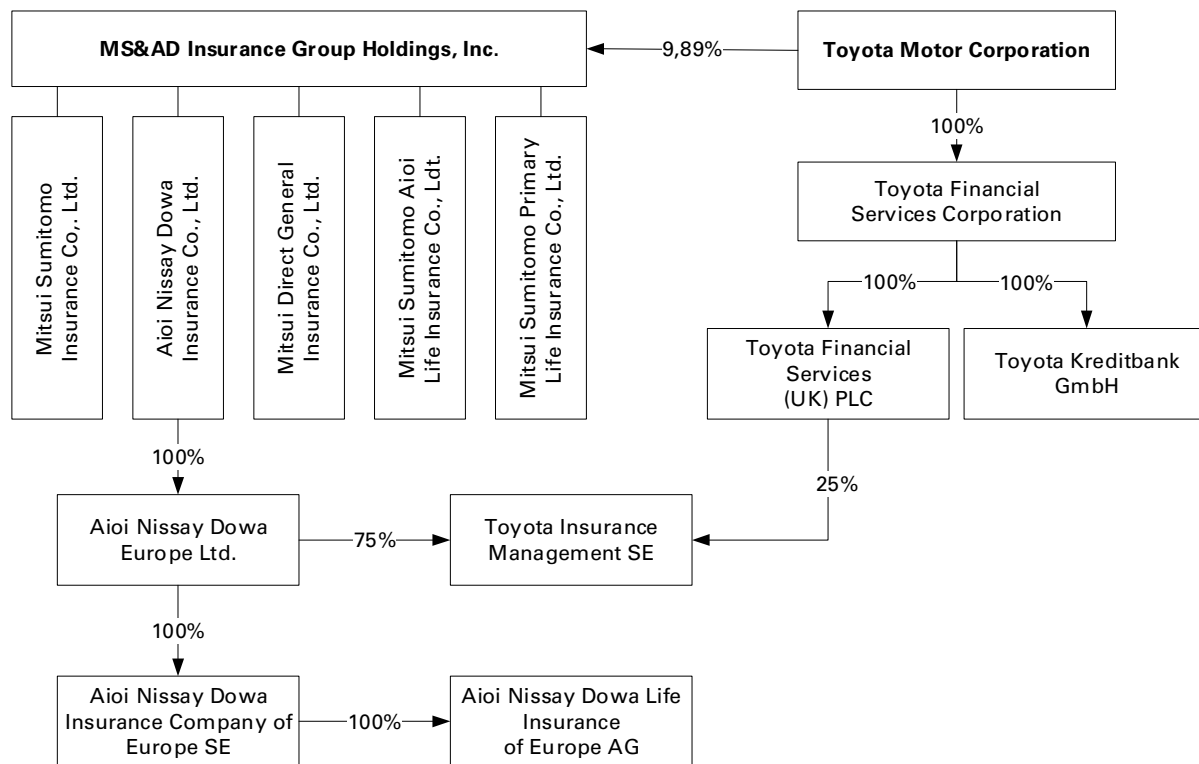 MS&AD Insurance Group Holdings, Inc.
9,89%
Toyota Motor Corporation
100%
Toyota Financial
Services Corporation
Mitsui Sumitomo
Insurance Co,. Ltd.
Aioi Nissay Dowa
Insurance Co., Ltd.
Mitsui Direct General
Insurance Co., Ltd.
Mitsui Sumitomo Aioi
Life Insurance Co., Ldt.
Mitsui Sumitomo Primary
Life Insurance Co., Ltd.
100%
100%
Toyota Financial
Services
(UK) PLC
Toyota Kreditbank
GmbH
100%
25%
Aioi Nissay Dowa
Europe Ltd.
75%
Toyota Insurance
Management SE
100%
Aioi Nissay Dowa
Insurance Company of
Europe SE
100%
Aioi Nissay Dowa Life
Insurance
of Europe AG